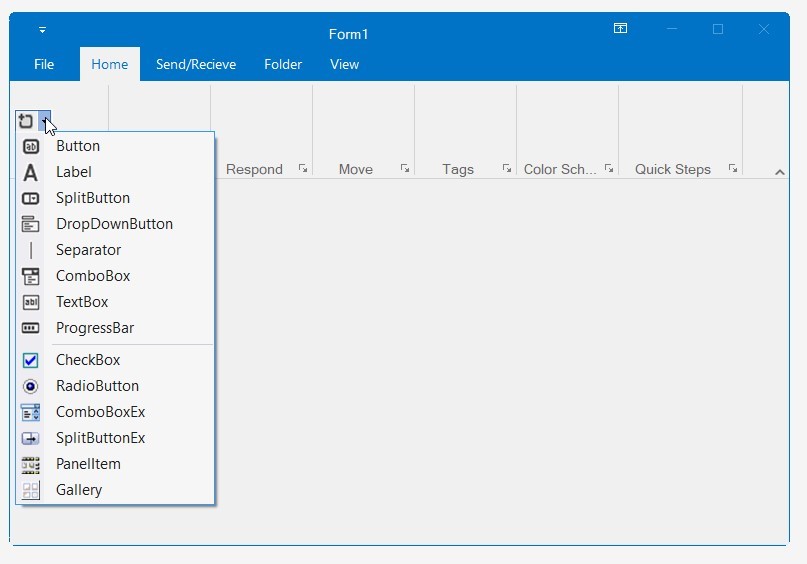 Form1
File Home Send/Recieve Folder View
Button
Label
SplitButton
DropDownButton
Separator
ComboBox
TextBox
ProgressBar
CheckBox
RadioButton
ComboBoxEx
SplitButtonEx
PanelItem
Gallery
Respond Move Tags Color Sch... Quick Steps